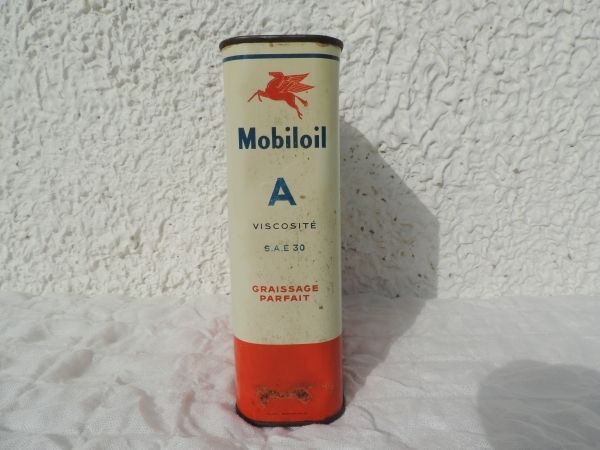 Mobiloil
A
VISCOSITÉ
S.A.E 30
GRAISSAGE
PARFAIT